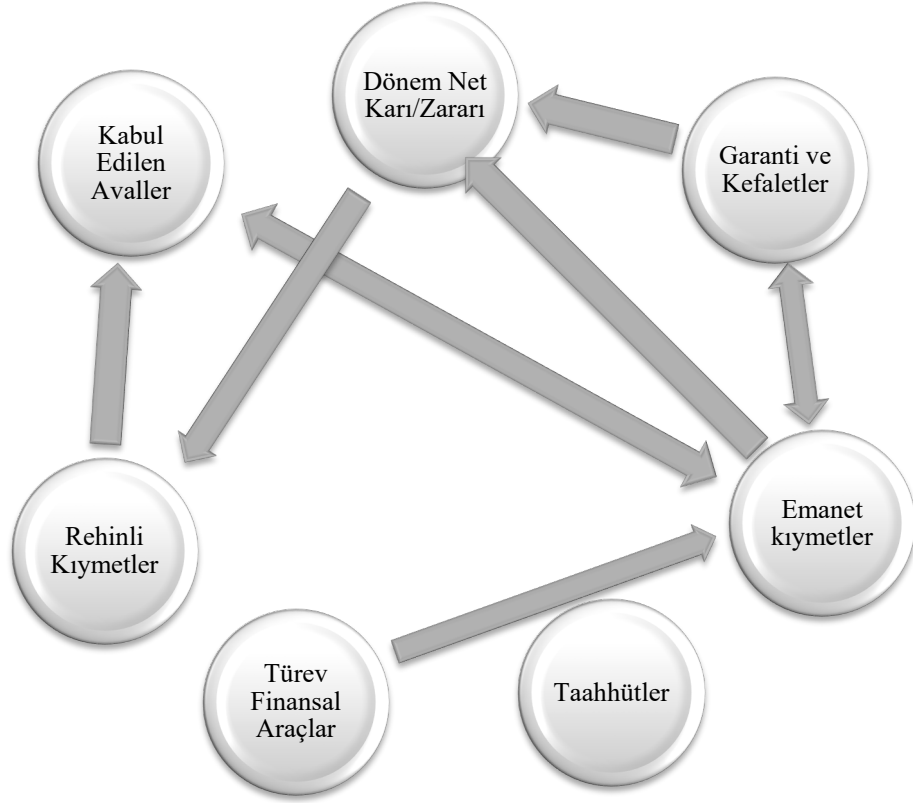 Dönem Net
Karı/Zararı
Kabul
Edilen
Avaller
Garanti ve
Kefaletler
Rehinli
Kıymetler
Emanet
kıymetler
Türev
Finansal
Araçlar
Taahhütler